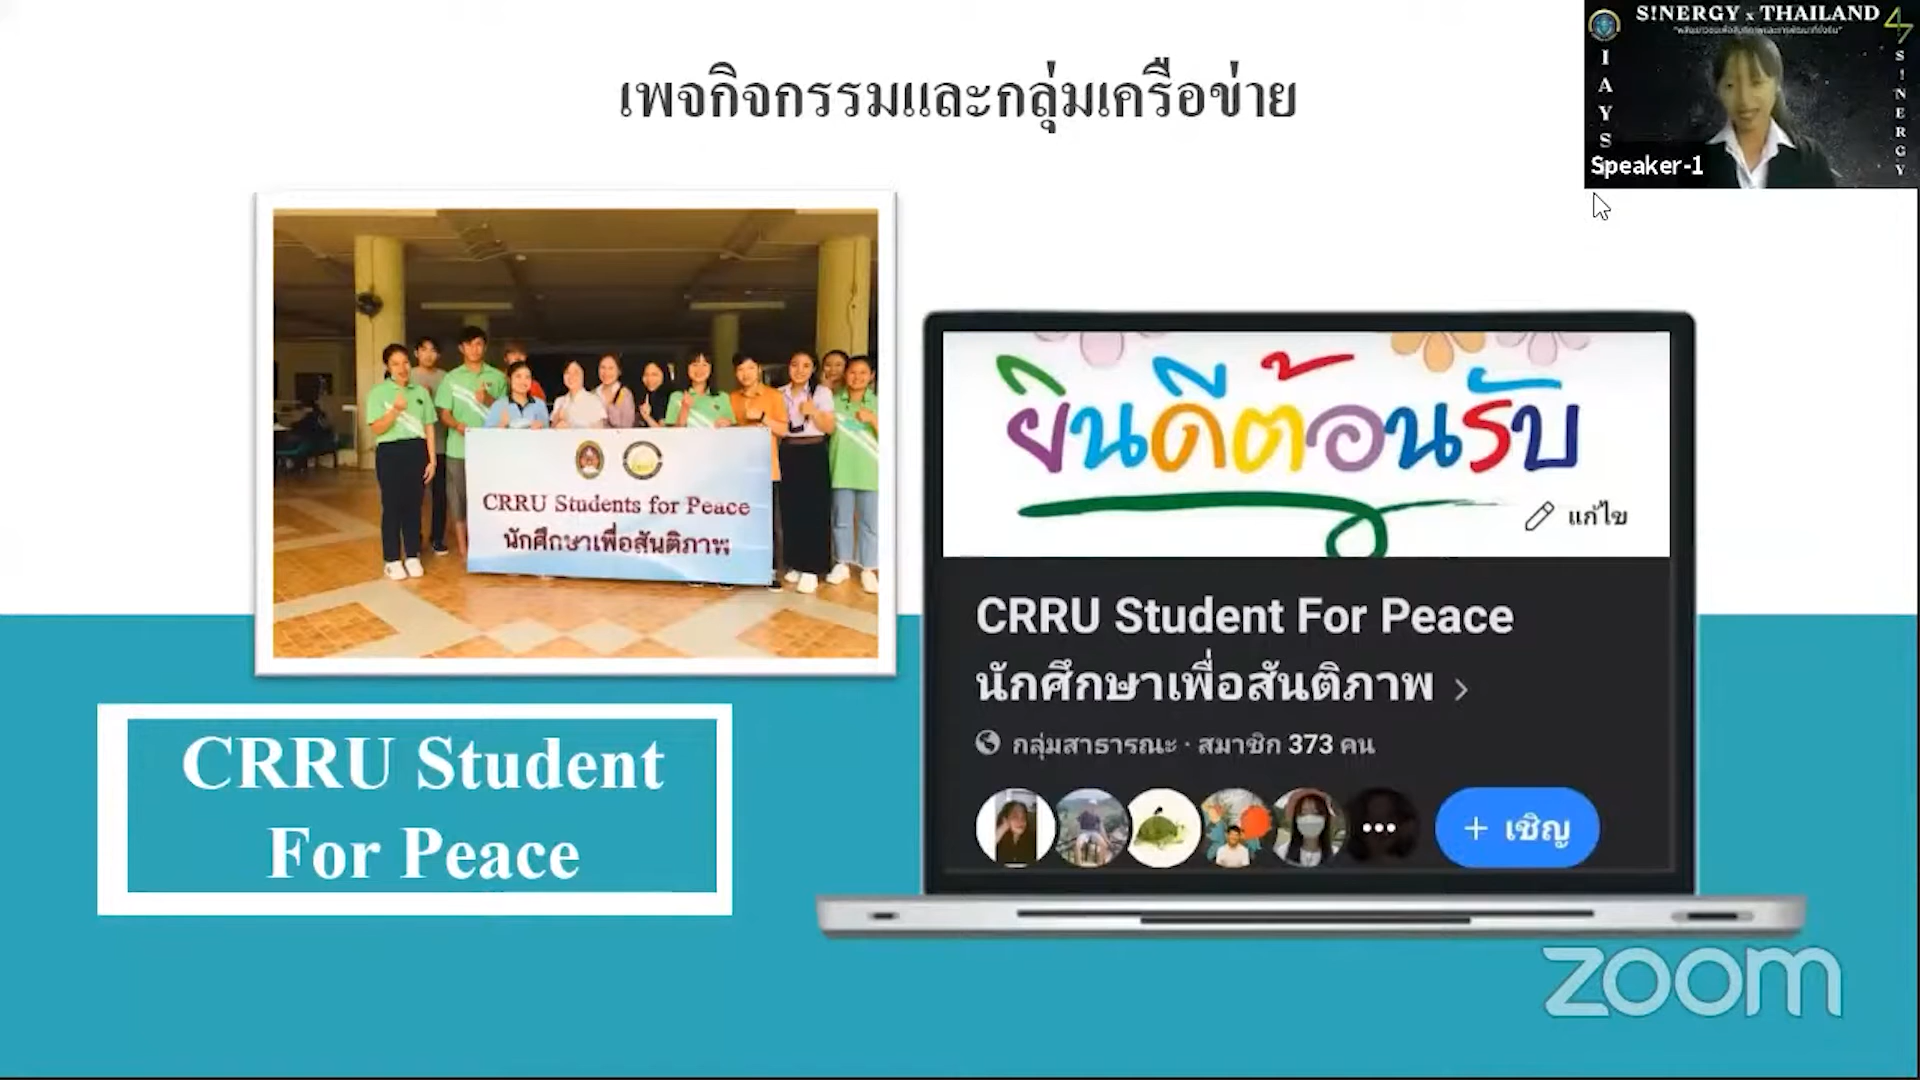 เพจกิจกรรมและกลุ่มเครือข่าย
S!NERGY x THAILAND
IAYS
S!NERGY
Speaker-1
CRRU Students for Peace
นักศึกษาเพื่อสันติภาพ
ยินดีต้อนรับ
แก้ไข
CRRU Student For Peace
นักศึกษาเพื่อสันติภาพ >
กลุ่มสาธารณะ · สมาชิก 373 คน
+ เชิญ
CRRU Student
For Peace
zoom